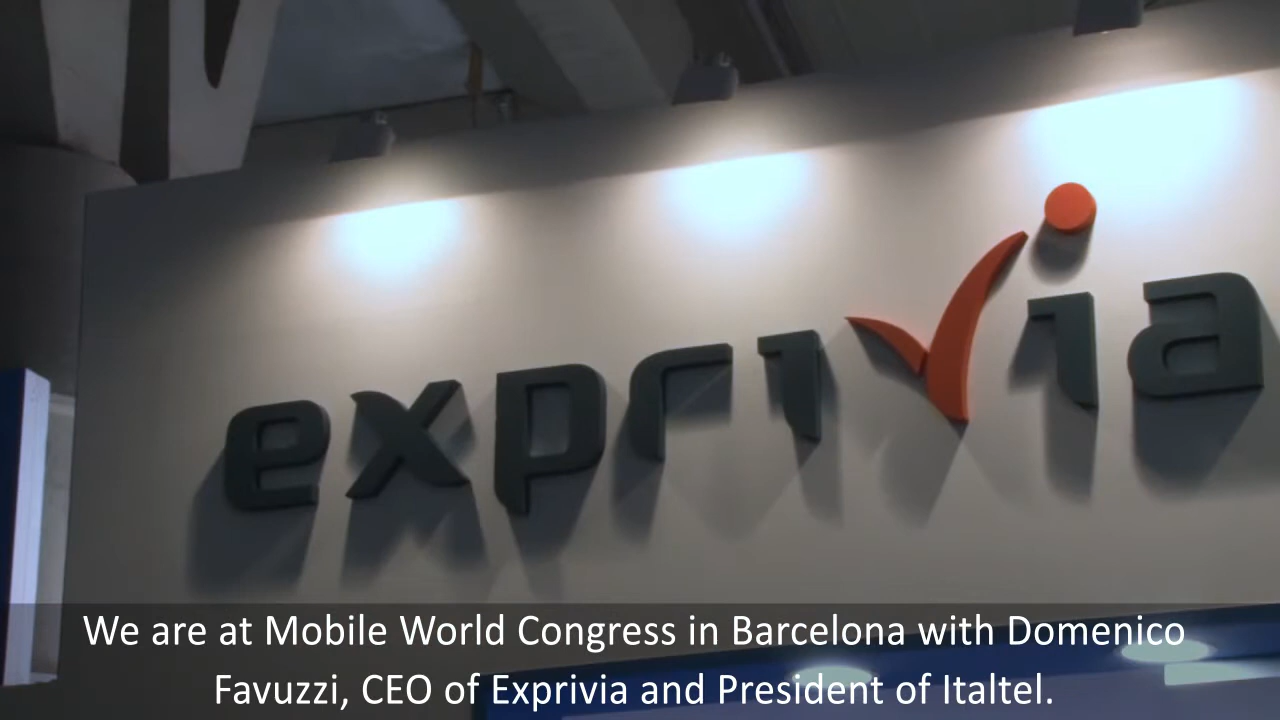 exprivia
We are at Mobile World Congress in Barcelona with Domenico
Favuzzi, CEO of Exprivia and President of Italtel.